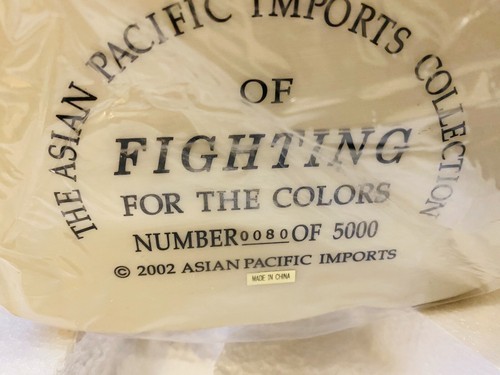 THE ASIAN PACIFIC IMPORTS COLLECTION
OF
FIGHTING
FOR THE COLORS
NUMBER 0080 OF 5000
© 2002 ASIAN PACIFIC IMPORTS
MADE IN CHINA